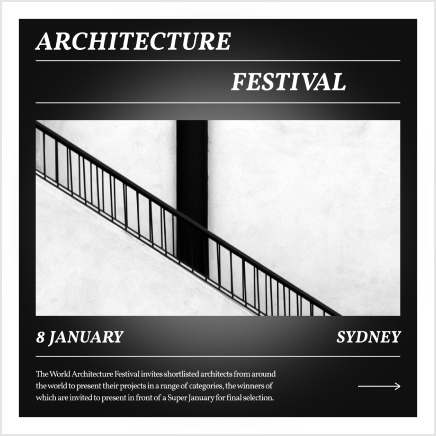 ARCHITECTURE
FESTIVAL
8 JANUARY
SYDNEY
The World Architecture Festival invites shortlisted architects from around
the world to present their projects in a range of categories, the winners of
which are invited to present in front of a Super January for final selection.